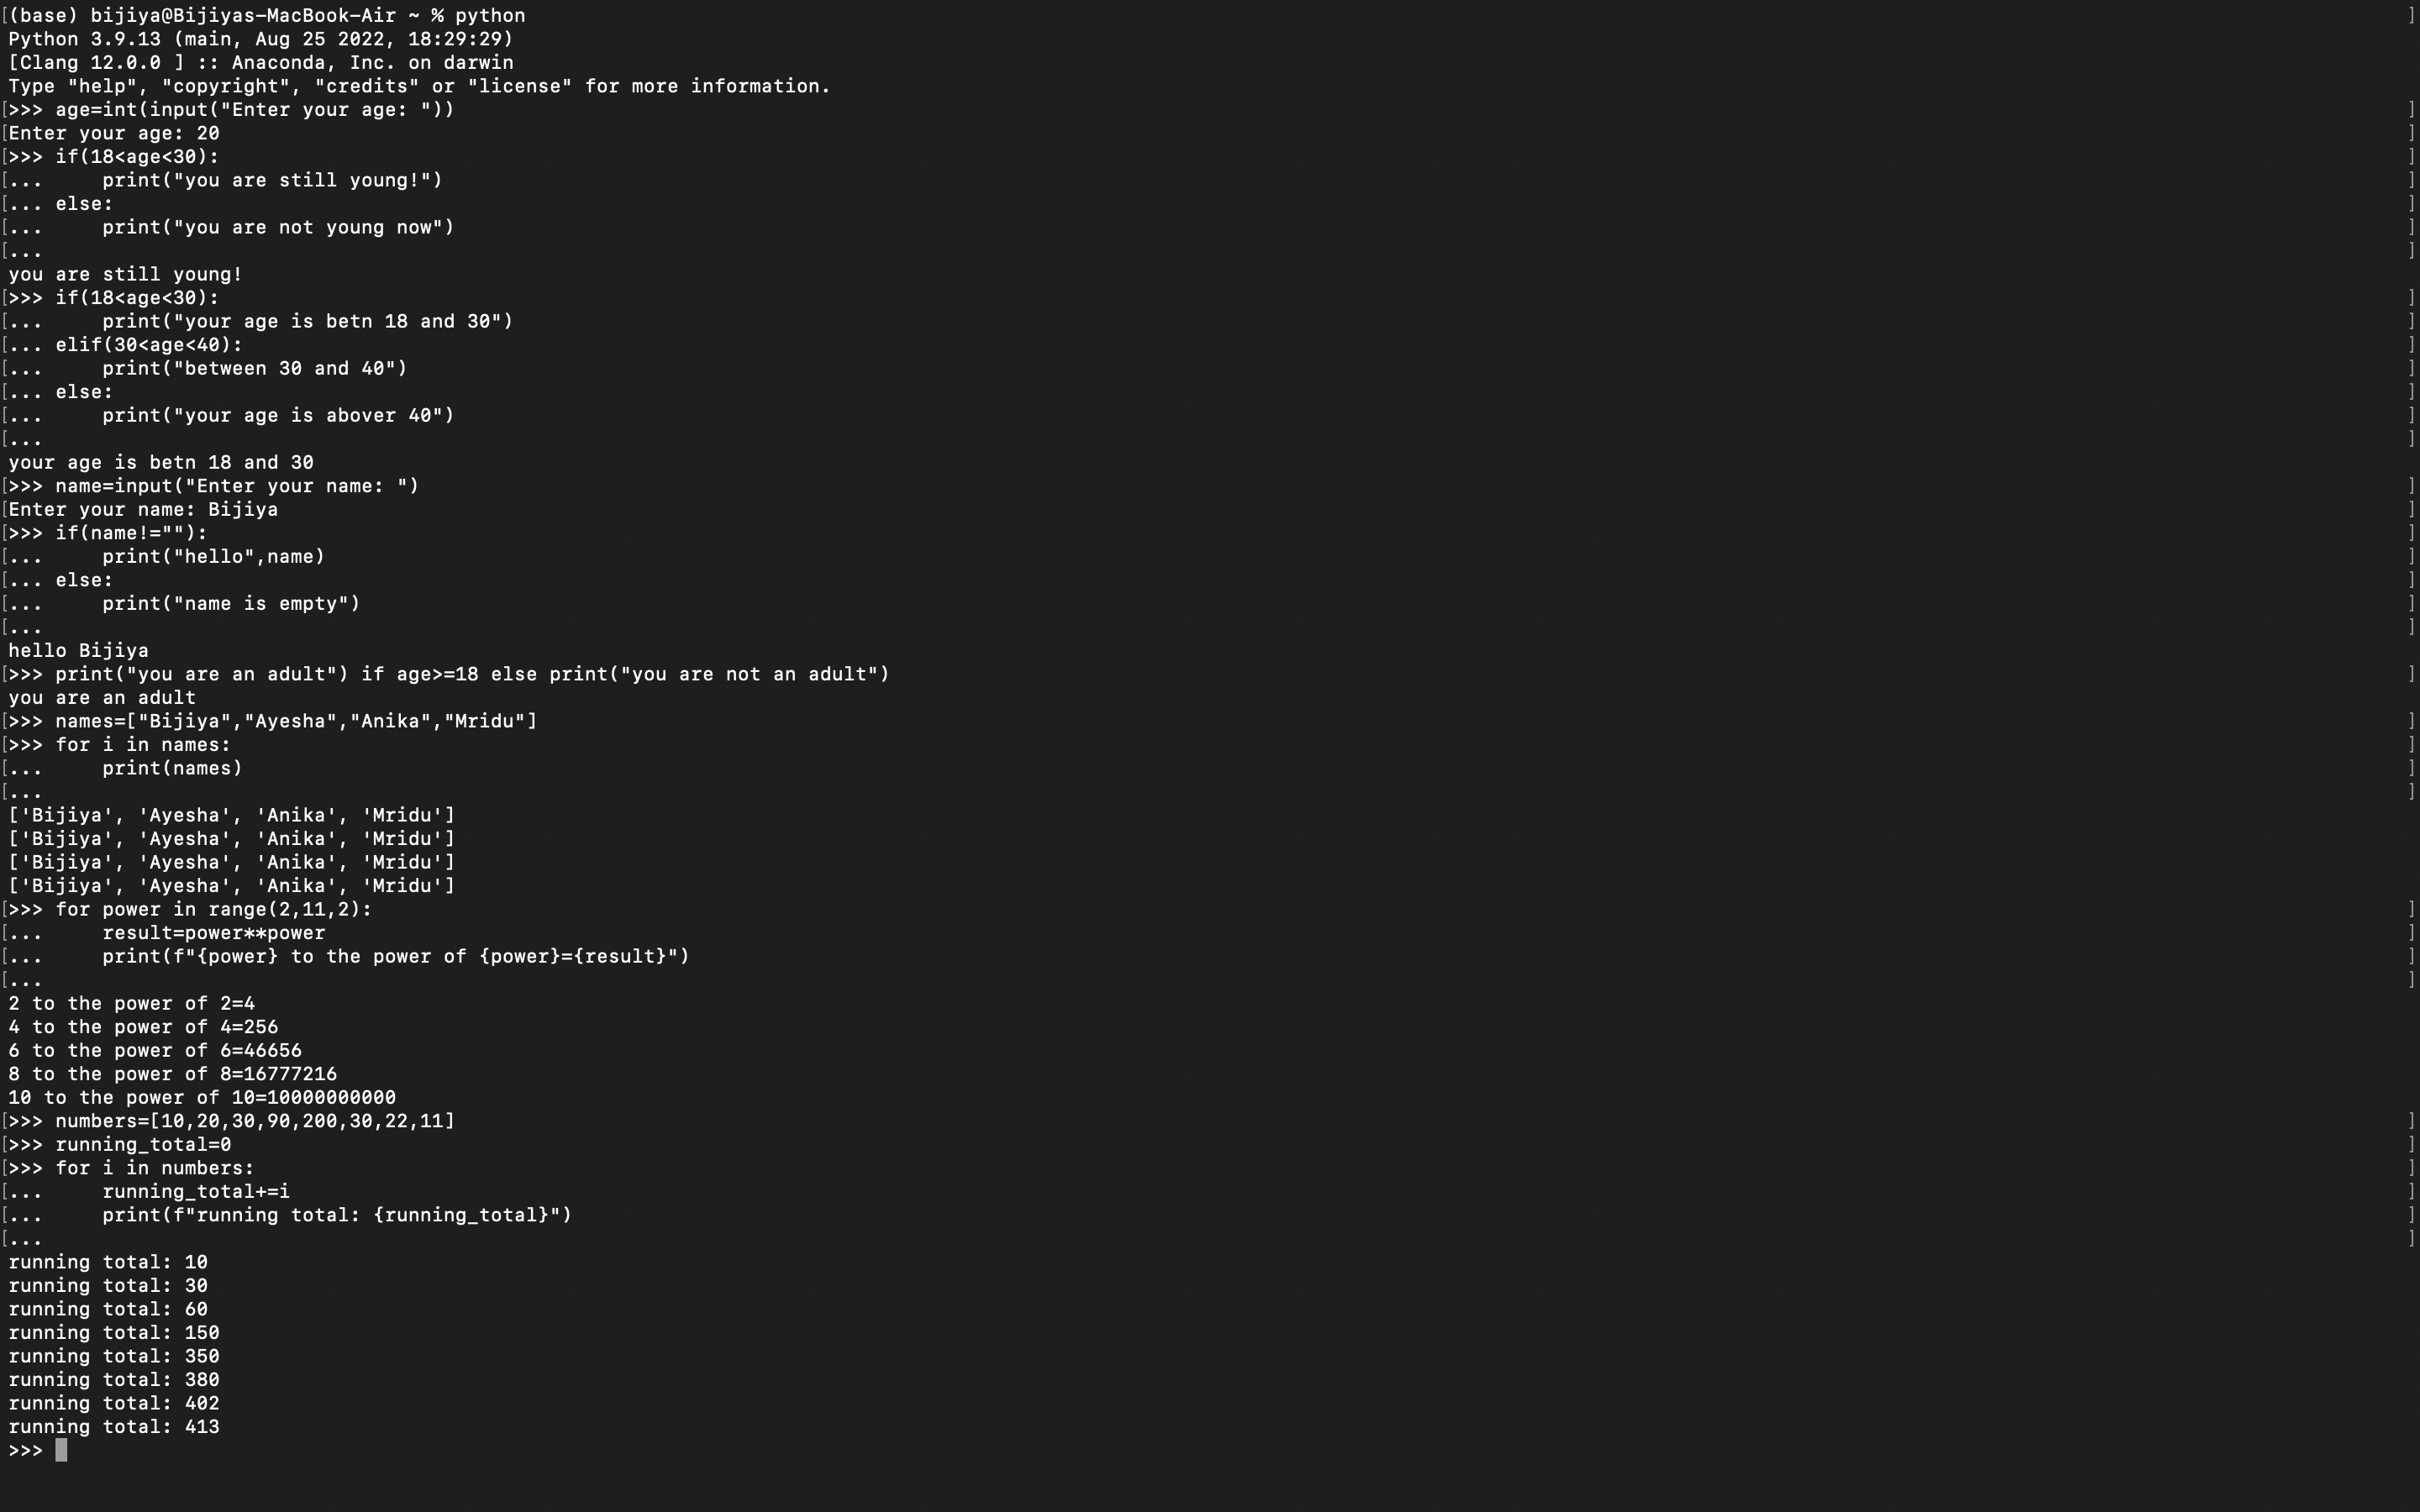 [(base) bijiya@Bijiyas-MacBook-Air ~ % python ]
Python 3.9.13 (main, Aug 25 2022, 18:29:29)
[Clang 12.0.0 ] :: Anaconda, Inc. on darwin
Type "help", "copyright", "credits" or "license" for more information.
[>>> age=int(input("Enter your age: ")) ]
[Enter your age: 20 ]
[>>> if(18<age<30): ]
[...     print("you are still young!") ]
[... else: ]
[...     print("you are not young now") ]
[... ]
you are still young!
[>>> if(18<age<30): ]
[...     print("your age is betn 18 and 30") ]
[... elif(30<age<40): ]
[...     print("between 30 and 40") ]
[... else: ]
[...     print("your age is abover 40") ]
[... ]
your age is betn 18 and 30
[>>> name=input("Enter your name: ") ]
[Enter your name: Bijiya ]
[>>> if(name!=""): ]
[...     print("hello",name) ]
[... else: ]
[...     print("name is empty") ]
[... ]
hello Bijiya
[>>> print("you are an adult") if age>=18 else print("you are not an adult") ]
you are an adult
[>>> names=["Bijiya","Ayesha","Anika","Mridu"] ]
[>>> for i in names: ]
[...     print(names) ]
[... ]
['Bijiya', 'Ayesha', 'Anika', 'Mridu']
['Bijiya', 'Ayesha', 'Anika', 'Mridu']
['Bijiya', 'Ayesha', 'Anika', 'Mridu']
['Bijiya', 'Ayesha', 'Anika', 'Mridu']
[>>> for power in range(2,11,2): ]
[...     result=power**power ]
[...     print(f"{power} to the power of {power}={result}") ]
[... ]
2 to the power of 2=4
4 to the power of 4=256
6 to the power of 6=46656
8 to the power of 8=16777216
10 to the power of 10=10000000000
[>>> numbers=[10,20,30,90,200,30,22,11] ]
[>>> running_total=0 ]
[>>> for i in numbers: ]
[...     running_total+=i ]
[...     print(f"running total: {running_total}") ]
[... ]
running total: 10
running total: 30
running total: 60
running total: 150
running total: 350
running total: 380
running total: 402
running total: 413
>>>